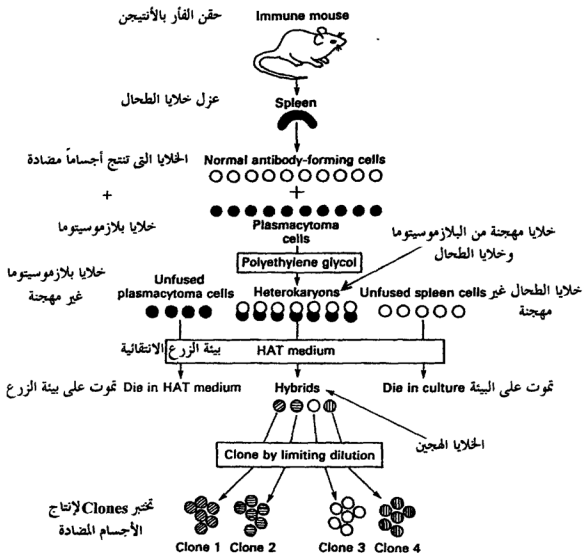 حقن الفأر بالأنتيجن
Immune mouse
عزل خلايا الطحال
Spleen
الخلايا التى تنتج أجساماً مضادة
Normal antibody-forming cells
+
+
خلايا بلازموسيتوما
Plasmacytoma
cells
خلايا مهجنة من البلازموسيتوما
وخلايا الطحال
Polyethylene glycol
خلايا بلازموسيتوما
غير مهجنة
Unfused
plasmacytoma cells
Heterokaryons
Unfused spleen cells
خلايا الطحال غير
مهجنة
بيئة الزرع الانتقائية
HAT medium
تموت على بيئة الزرع
Die in HAT medium
Hybrids
Die in culture
تموت على البيئة
الخلايا الهجين
Clone by limiting dilution
تختبر Clones لإنتاج
الأجسام المضادة
Clone 1
Clone 2
Clone 3
Clone 4